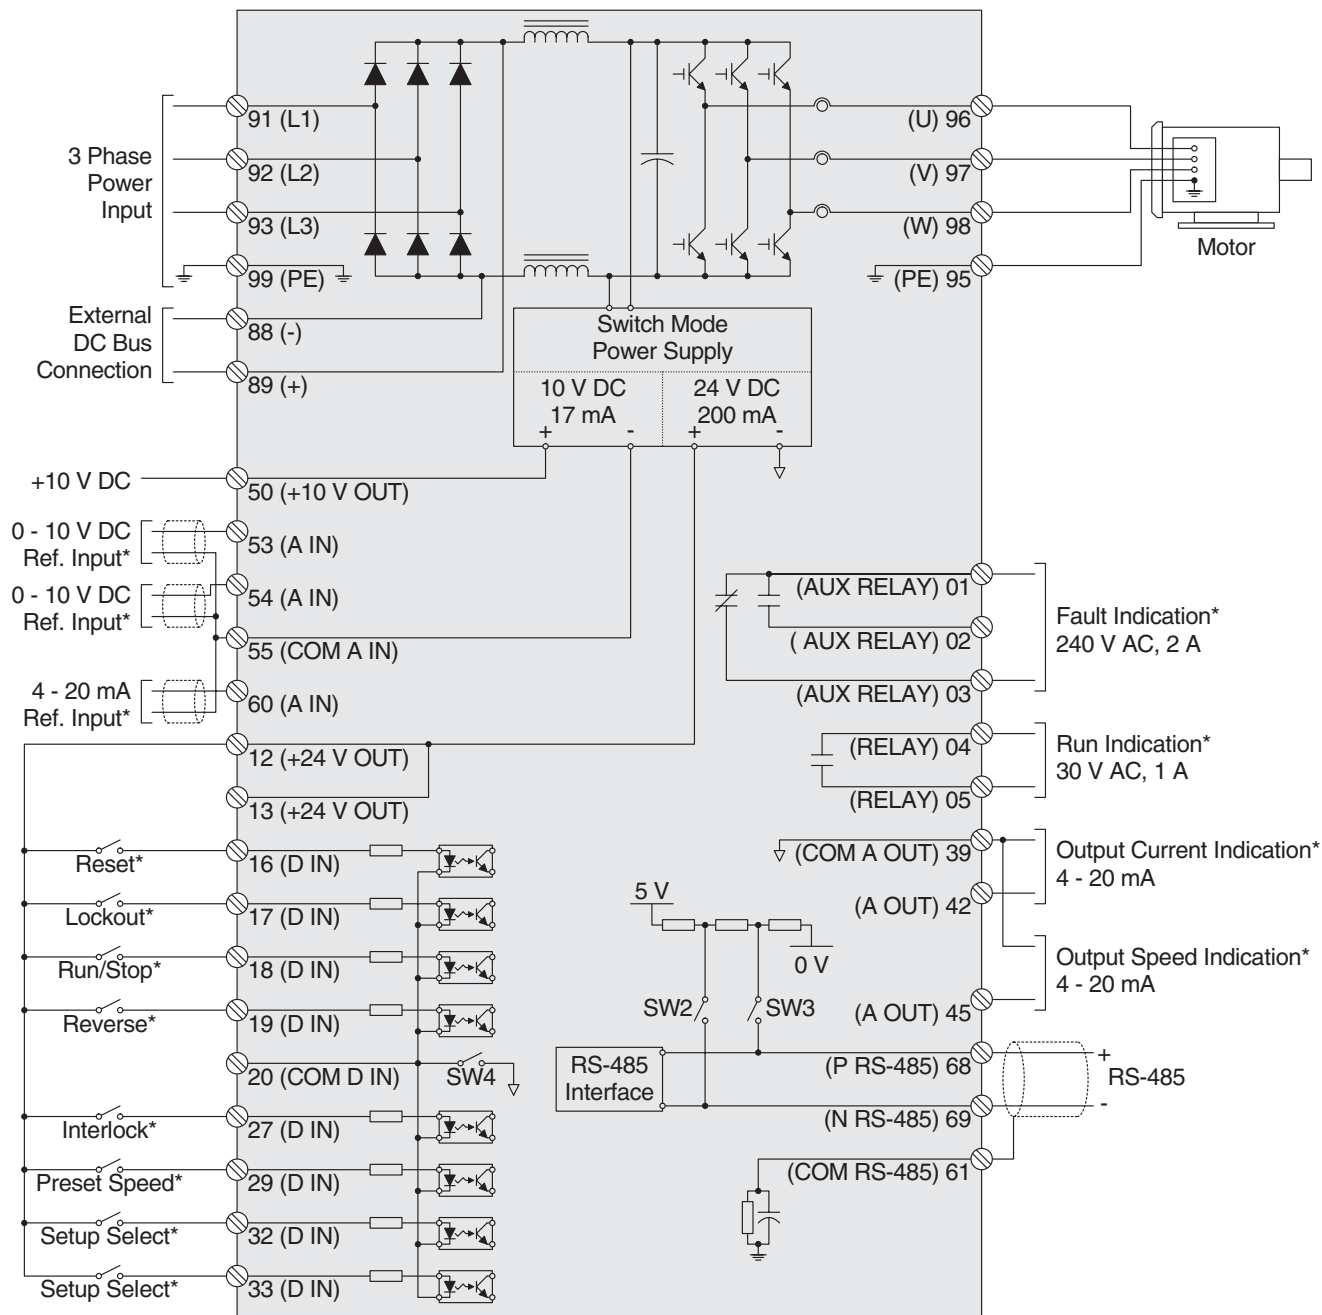 3 Phase
Power
Input
91 (L1)
92 (L2)
93 (L3)
99 (PE)
External
DC Bus
Connection
88 (-)
89 (+)
(U) 96
(V) 97
(W) 98
(PE) 95
Motor
Switch Mode
Power Supply
10 V DC
17 mA
+ -
24 V DC
200 mA
+ -
+10 V DC
50 (+10 V OUT)
0 - 10 V DC
Ref. Input*
53 (A IN)
0 - 10 V DC
Ref. Input*
54 (A IN)
55 (COM A IN)
4 - 20 mA
Ref. Input*
60 (A IN)
12 (+24 V OUT)
13 (+24 V OUT)
Reset*
16 (D IN)
Lockout*
17 (D IN)
Run/Stop*
18 (D IN)
Reverse*
19 (D IN)
20 (COM D IN)
SW4
Interlock*
27 (D IN)
Preset Speed*
29 (D IN)
Setup Select*
32 (D IN)
Setup Select*
33 (D IN)
(AUX RELAY) 01
( AUX RELAY) 02
(AUX RELAY) 03
Fault Indication*
240 V AC, 2 A
(RELAY) 04
(RELAY) 05
Run Indication*
30 V AC, 1 A
(COM A OUT) 39
(A OUT) 42
Output Current Indication*
4 - 20 mA
(A OUT) 45
Output Speed Indication*
4 - 20 mA
5 V
0 V
SW2
SW3
RS-485
Interface
(P RS-485) 68
(N RS-485) 69
(COM RS-485) 61
+
RS-485
-